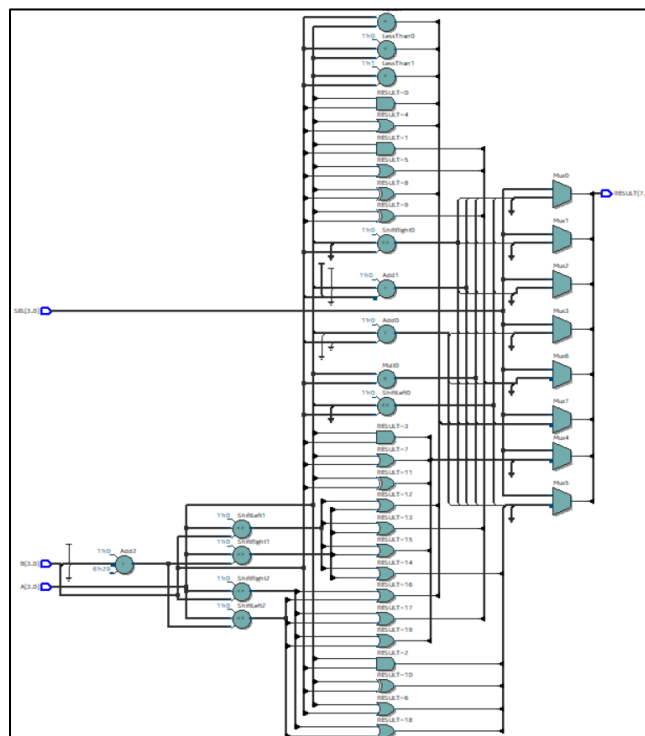 1'h0
LessThan0
1'h1
LessThan1
RESULT~0
RESULT~4
RESULT~1
RESULT~5
RESULT~8
RESULT~9
Mux0
RESULT[7..
1'h0
ShiftRight0
Mux1
1'h0
Add1
Mux2
SEL[3..0]
1'h0
Add0
Mux3
Mult0
Mux6
1'h0
ShiftLeft0
Mux7
RESULT~3
RESULT~7
Mux4
RESULT~11
Mux5
RESULT~12
1'h0
ShiftLeft1
RESULT~13
1'h0
ShiftRight1
RESULT~15
1'h0
Add2
B[3..0]
RESULT~14
1'h0
ShiftRight2
A[3..0]
RESULT~16
1'h0
ShiftLeft2
RESULT~17
RESULT~19
RESULT~2
RESULT~10
RESULT~6
RESULT~18